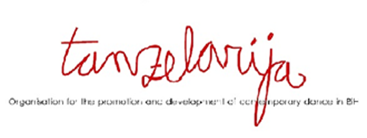 tanzelarija
Organisation for the promotion and development of contemporary dance in BH